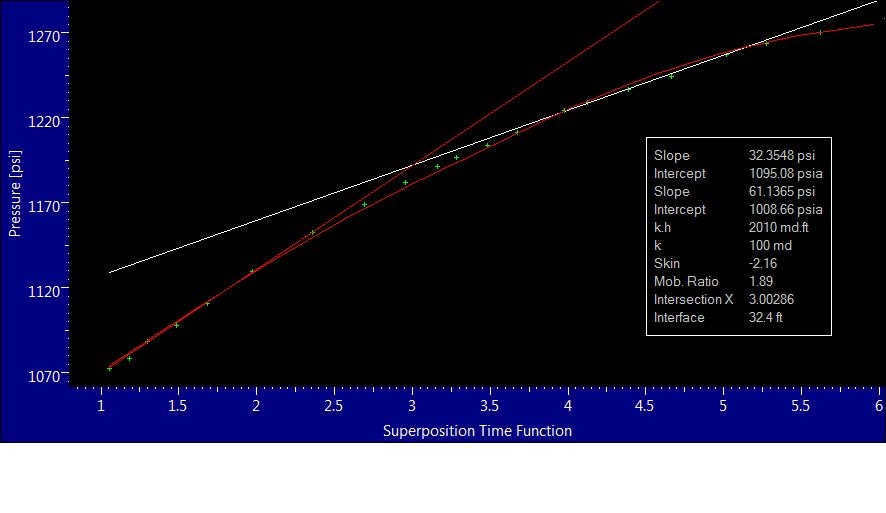 1270
1220
1170
1120
1070
Pressure [psi]
Slope 32.3548 psi
Intercept 1095.08 psia
Slope 61.1365 psi
Intercept 1008.66 psia
k.h 2010 md.ft
k 100 md
Skin -2.16
Mob. Ratio 1.89
Intersection X 3.00286
Interface 32.4 ft
1 1.5 2 2.5 3 3.5 4 4.5 5 5.5 6
Superposition Time Function